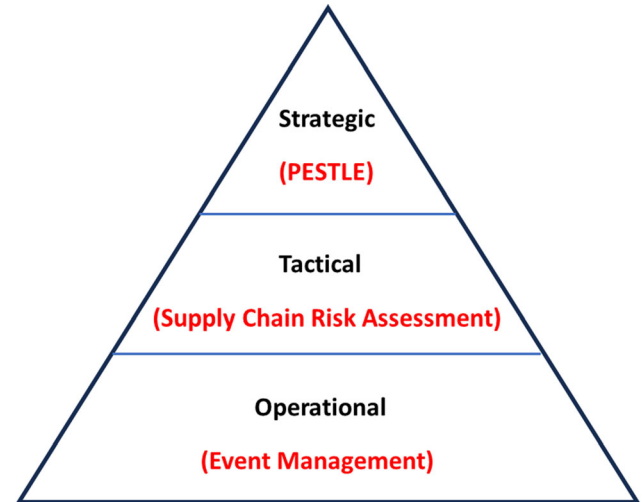 Strategic
(PESTLE)
Tactical
(Supply Chain Risk Assessment)
Operational
(Event Management)